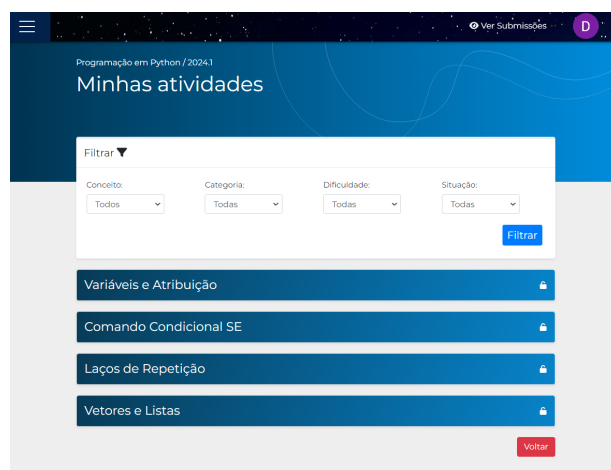 Ver Submissões
D
Programação em Python / 2024.1
Minhas atividades
Filtrar
Conceito: Categoria: Dificuldade: Situação:
Todos Todas Todas Todas
Filtrar
Variáveis e Atribuição
Comando Condicional SE
Laços de Repetição
Vetores e Listas
Voltar